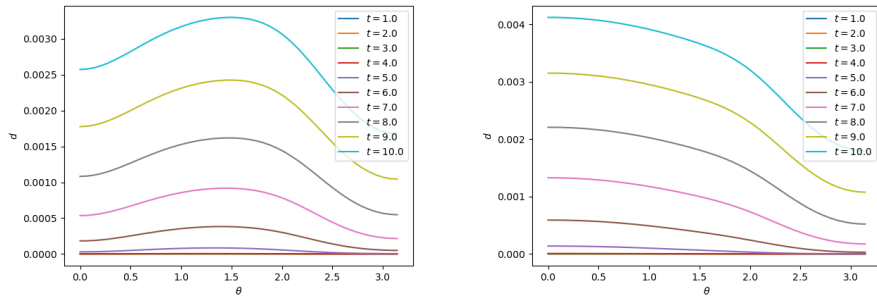 0.0030
0.0025
0.0020
0.0015
0.0010
0.0005
0.0000
d
0.0
0.5
1.0
1.5
2.0
2.5
3.0
θ
t = 1.0
t = 2.0
t = 3.0
t = 4.0
t = 5.0
t = 6.0
t = 7.0
t = 8.0
t = 9.0
t = 10.0
0.004
0.003
0.002
0.001
0.000
d
0.0
0.5
1.0
1.5
2.0
2.5
3.0
θ
t = 1.0
t = 2.0
t = 3.0
t = 4.0
t = 5.0
t = 6.0
t = 7.0
t = 8.0
t = 9.0
t = 10.0